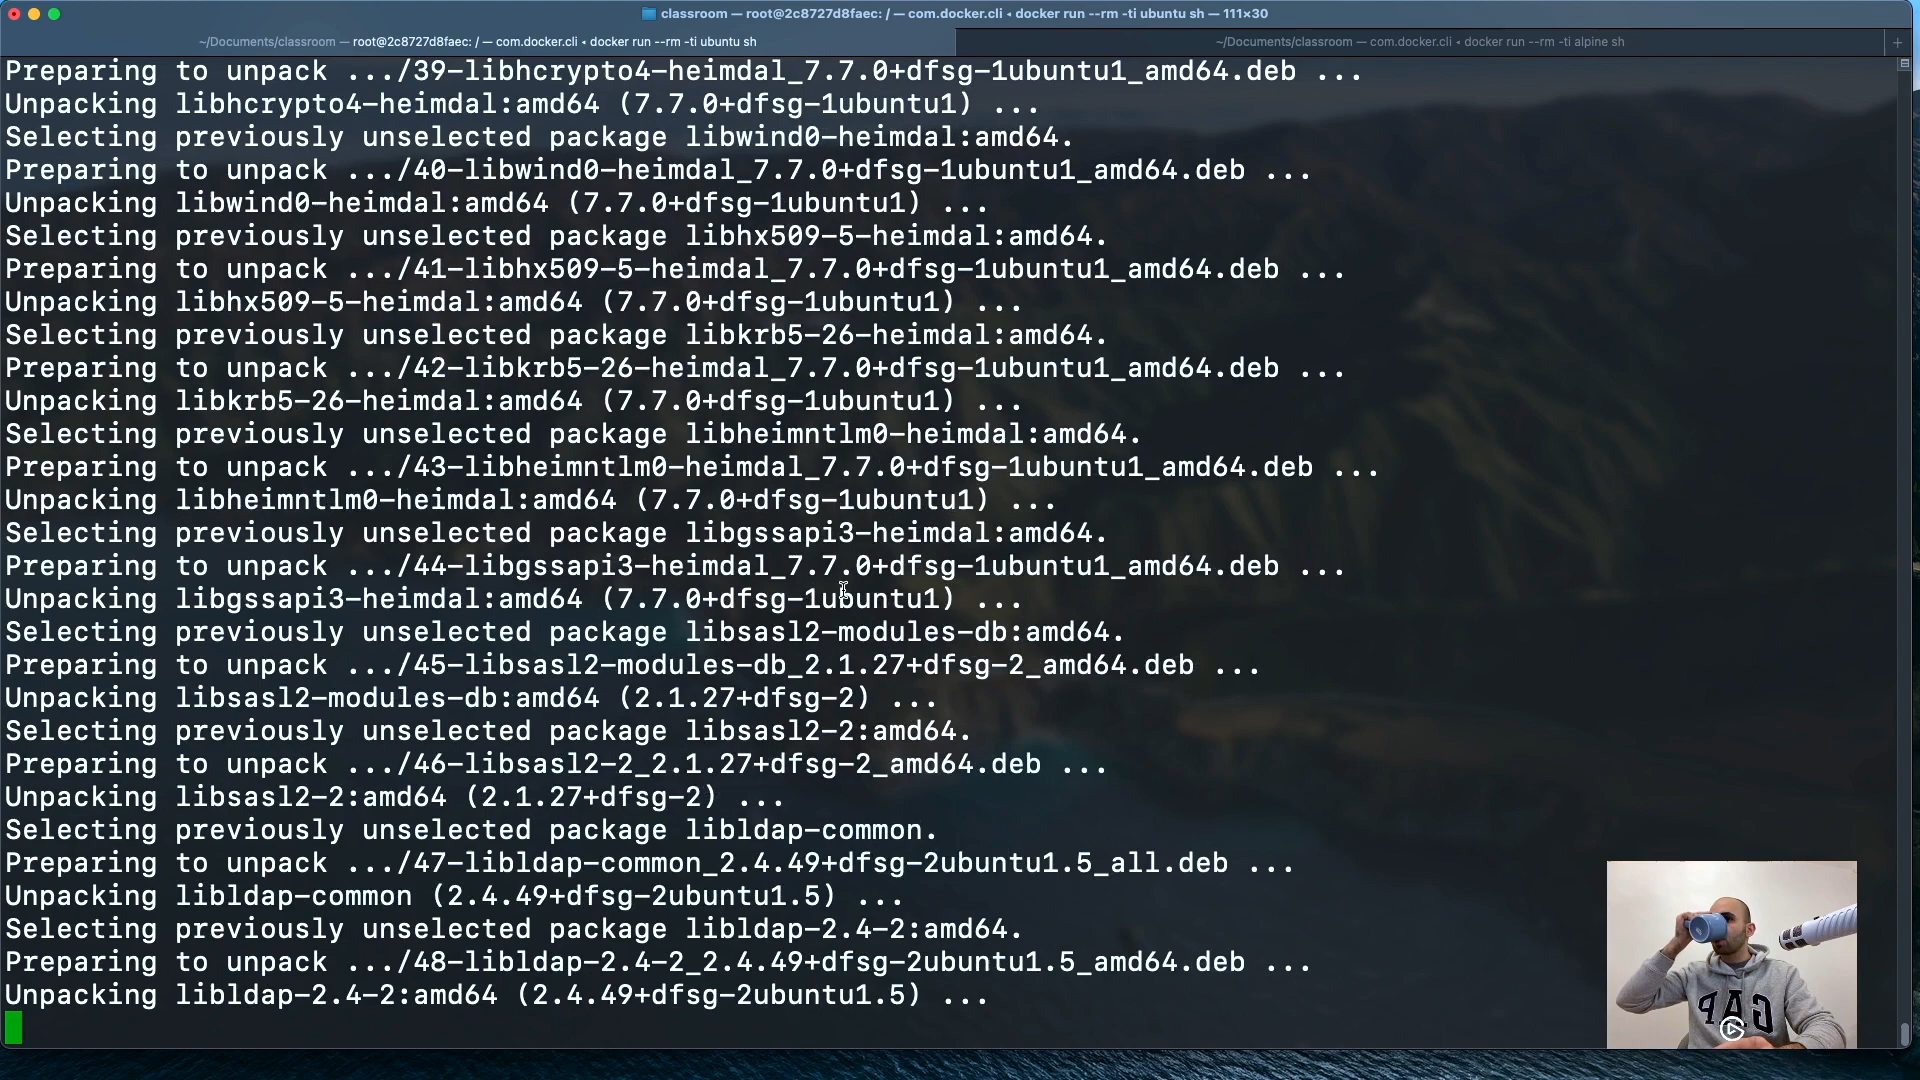 classroom — root@2c8727d8faec: / — com.docker.cli ◂ docker run --rm -ti ubuntu sh — 111×30
~/Documents/classroom — root@2c8727d8faec: / — com.docker.cli ◂ docker run --rm -ti ubuntu sh
~/Documents/classroom — com.docker.cli ◂ docker run --rm -ti alpine sh
Preparing to unpack .../39-libhcrypto4-heimdal_7.7.0+dfsg-1ubuntu1_amd64.deb ...
Unpacking libhcrypto4-heimdal:amd64 (7.7.0+dfsg-1ubuntu1) ...
Selecting previously unselected package libwind0-heimdal:amd64.
Preparing to unpack .../40-libwind0-heimdal_7.7.0+dfsg-1ubuntu1_amd64.deb ...
Unpacking libwind0-heimdal:amd64 (7.7.0+dfsg-1ubuntu1) ...
Selecting previously unselected package libhx509-5-heimdal:amd64.
Preparing to unpack .../41-libhx509-5-heimdal_7.7.0+dfsg-1ubuntu1_amd64.deb ...
Unpacking libhx509-5-heimdal:amd64 (7.7.0+dfsg-1ubuntu1) ...
Selecting previously unselected package libkrb5-26-heimdal:amd64.
Preparing to unpack .../42-libkrb5-26-heimdal_7.7.0+dfsg-1ubuntu1_amd64.deb ...
Unpacking libkrb5-26-heimdal:amd64 (7.7.0+dfsg-1ubuntu1) ...
Selecting previously unselected package libheimntlm0-heimdal:amd64.
Preparing to unpack .../43-libheimntlm0-heimdal_7.7.0+dfsg-1ubuntu1_amd64.deb ...
Unpacking libheimntlm0-heimdal:amd64 (7.7.0+dfsg-1ubuntu1) ...
Selecting previously unselected package libgssapi3-heimdal:amd64.
Preparing to unpack .../44-libgssapi3-heimdal_7.7.0+dfsg-1ubuntu1_amd64.deb ...
Unpacking libgssapi3-heimdal:amd64 (7.7.0+dfsg-1ubuntu1) ...
Selecting previously unselected package libsasl2-modules-db:amd64.
Preparing to unpack .../45-libsasl2-modules-db_2.1.27+dfsg-2_amd64.deb ...
Unpacking libsasl2-modules-db:amd64 (2.1.27+dfsg-2) ...
Selecting previously unselected package libsasl2-2:amd64.
Preparing to unpack .../46-libsasl2-2_2.1.27+dfsg-2_amd64.deb ...
Unpacking libsasl2-2:amd64 (2.1.27+dfsg-2) ...
Selecting previously unselected package libldap-common.
Preparing to unpack .../47-libldap-common_2.4.49+dfsg-2ubuntu1.5_all.deb ...
Unpacking libldap-common (2.4.49+dfsg-2ubuntu1.5) ...
Selecting previously unselected package libldap-2.4-2:amd64.
Preparing to unpack .../48-libldap-2.4-2_2.4.49+dfsg-2ubuntu1.5_amd64.deb ...
Unpacking libldap-2.4-2:amd64 (2.4.49+dfsg-2ubuntu1.5) ...
GAP